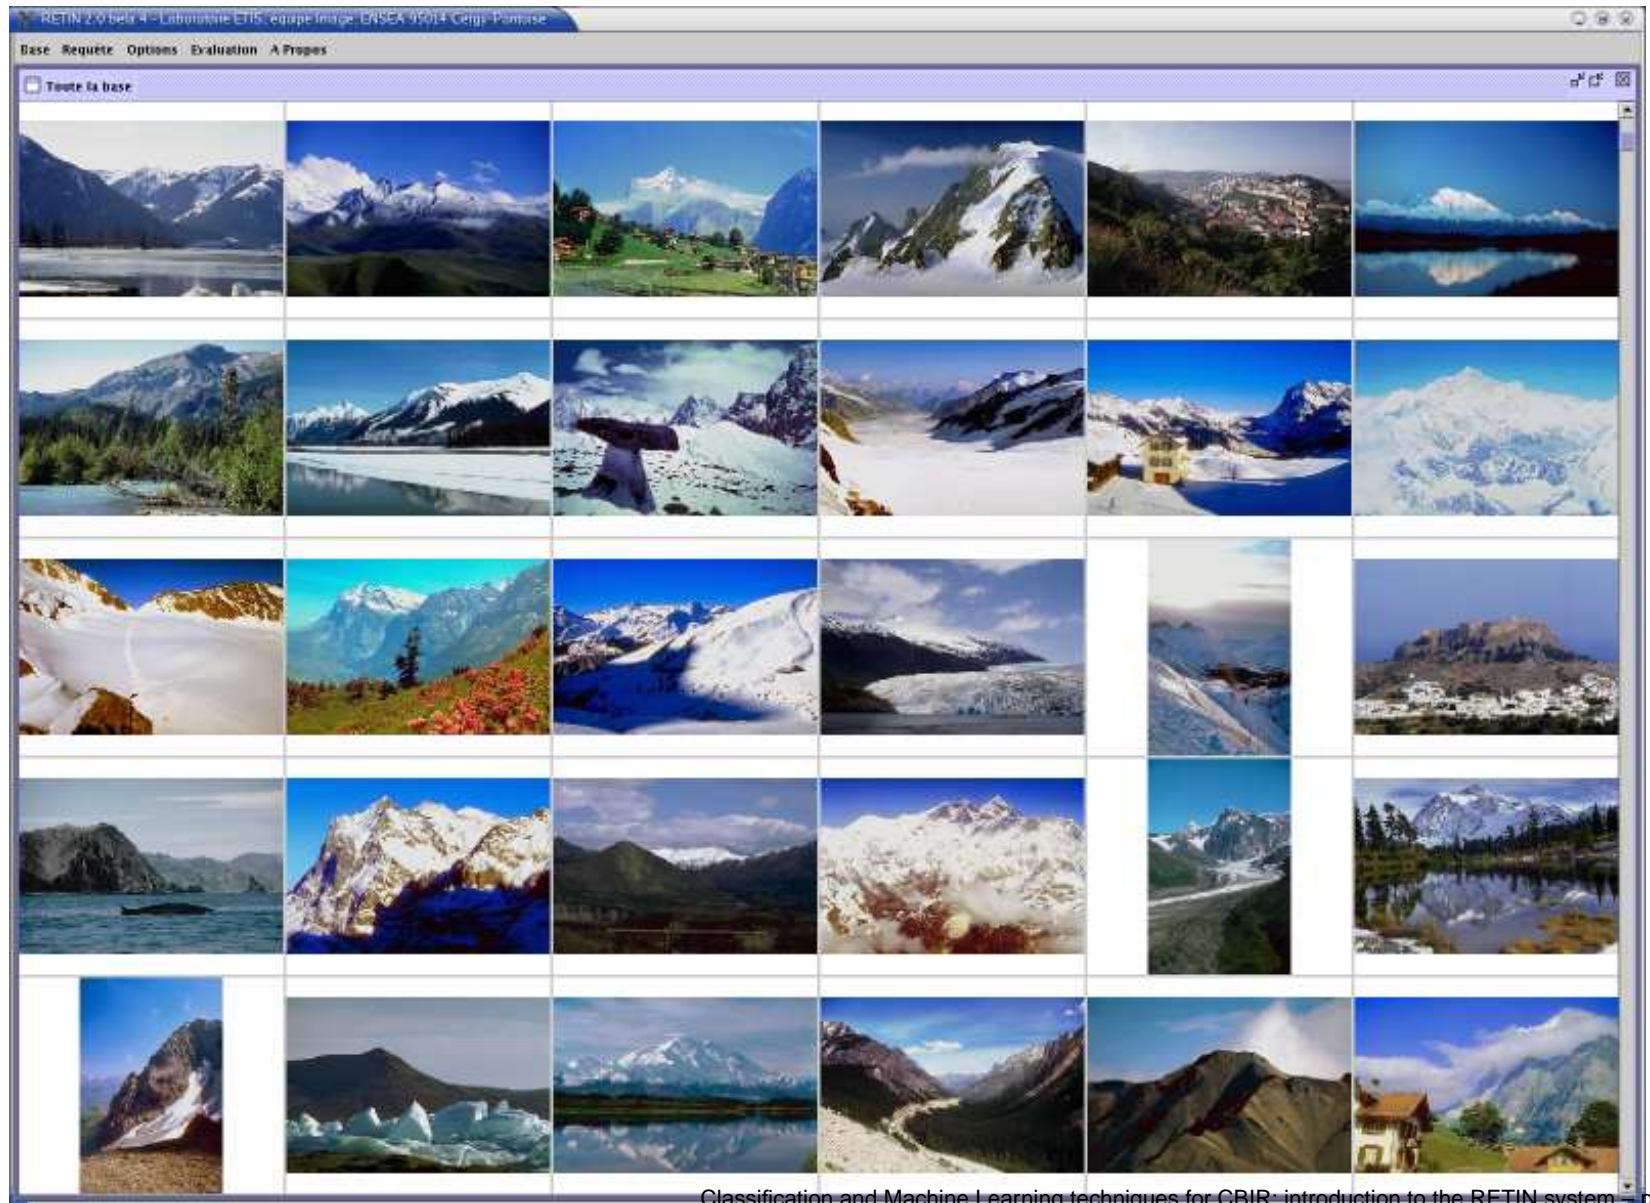 RETIN 2.0 beta 4 - Laboratoire ETIS, equipe Image, ENSEA 95014 Cergy-Pontoise
Base Requête Options Evaluation A Propos
Toute la base
Classification and Machine Learning techniques for CBIR: introduction to the RETIN system –